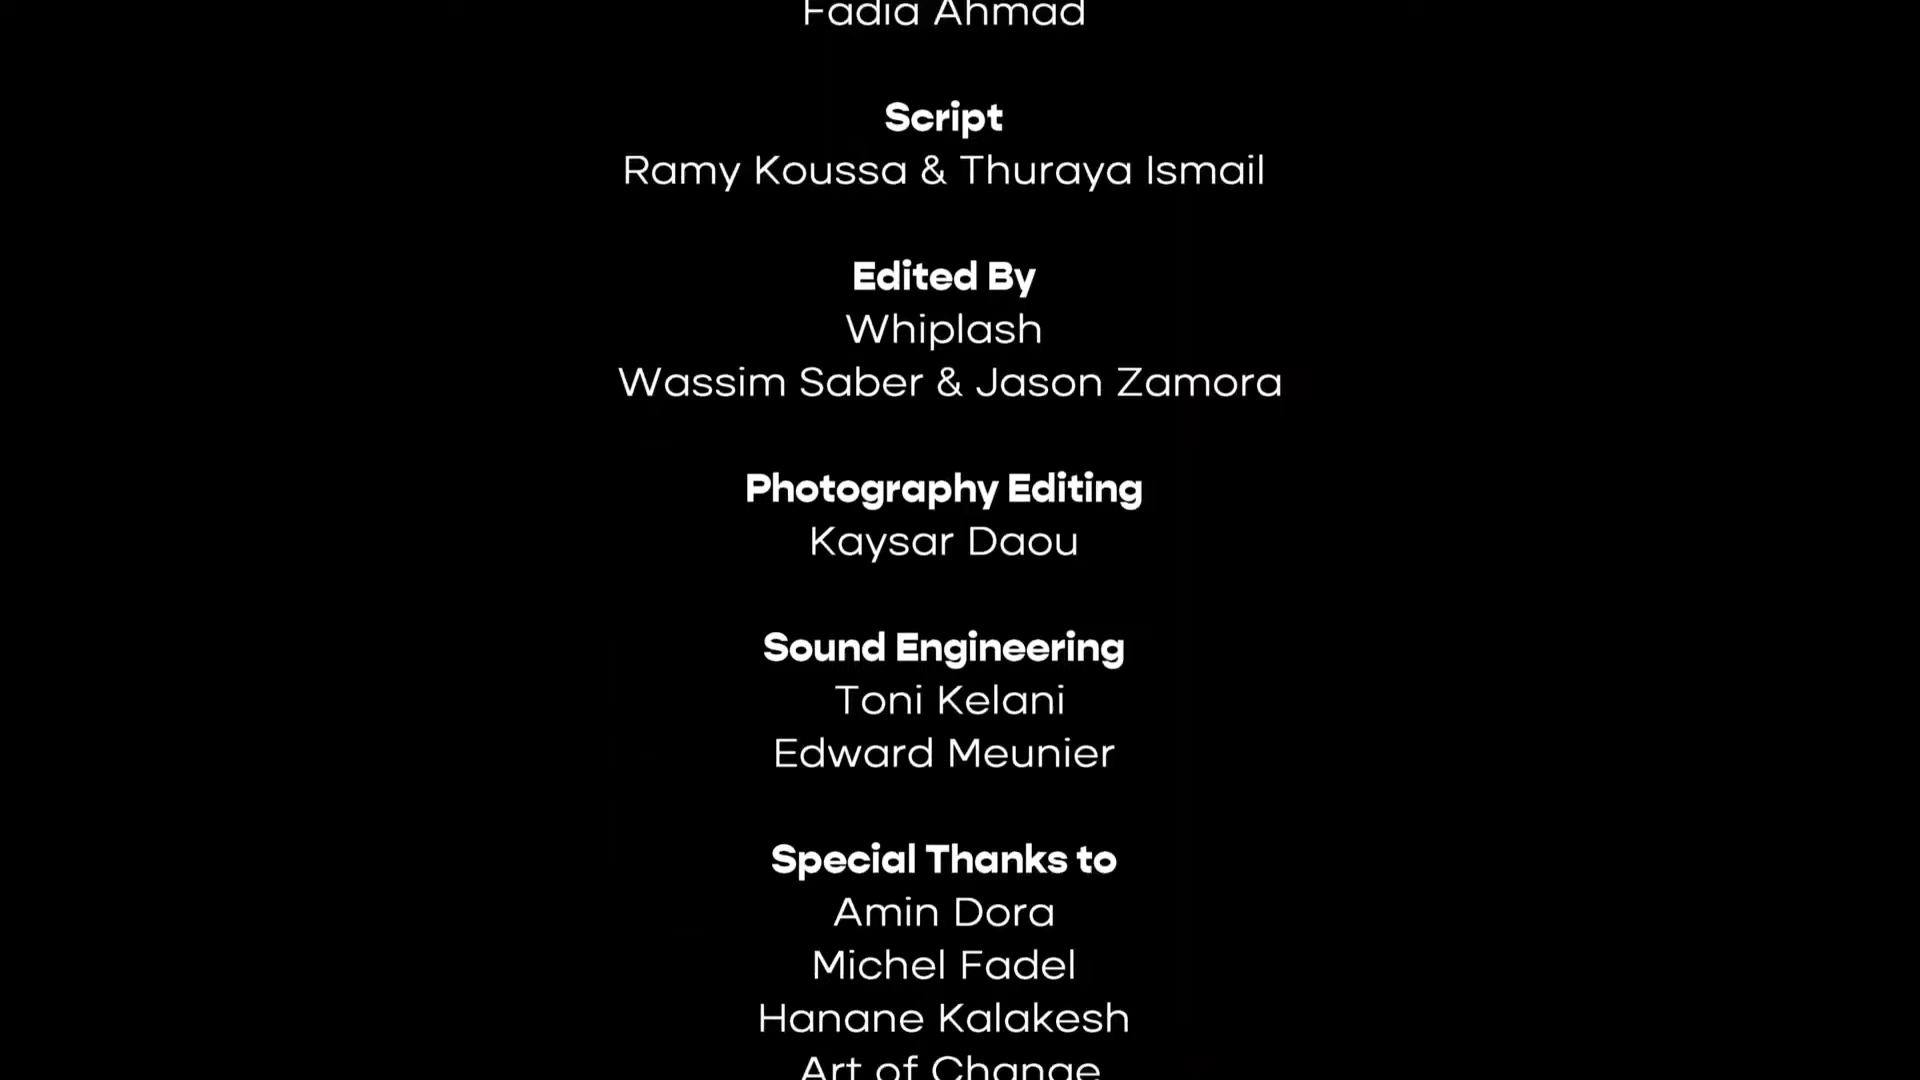 Fadia Ahmad
Script
Ramy Koussa & Thuraya Ismail
Edited By
Whiplash
Wassim Saber & Jason Zamora
Photography Editing
Kaysar Daou
Sound Engineering
Toni Kelani
Edward Meunier
Special Thanks to
Amin Dora
Michel Fadel
Hanane Kalakesh
Art of Change